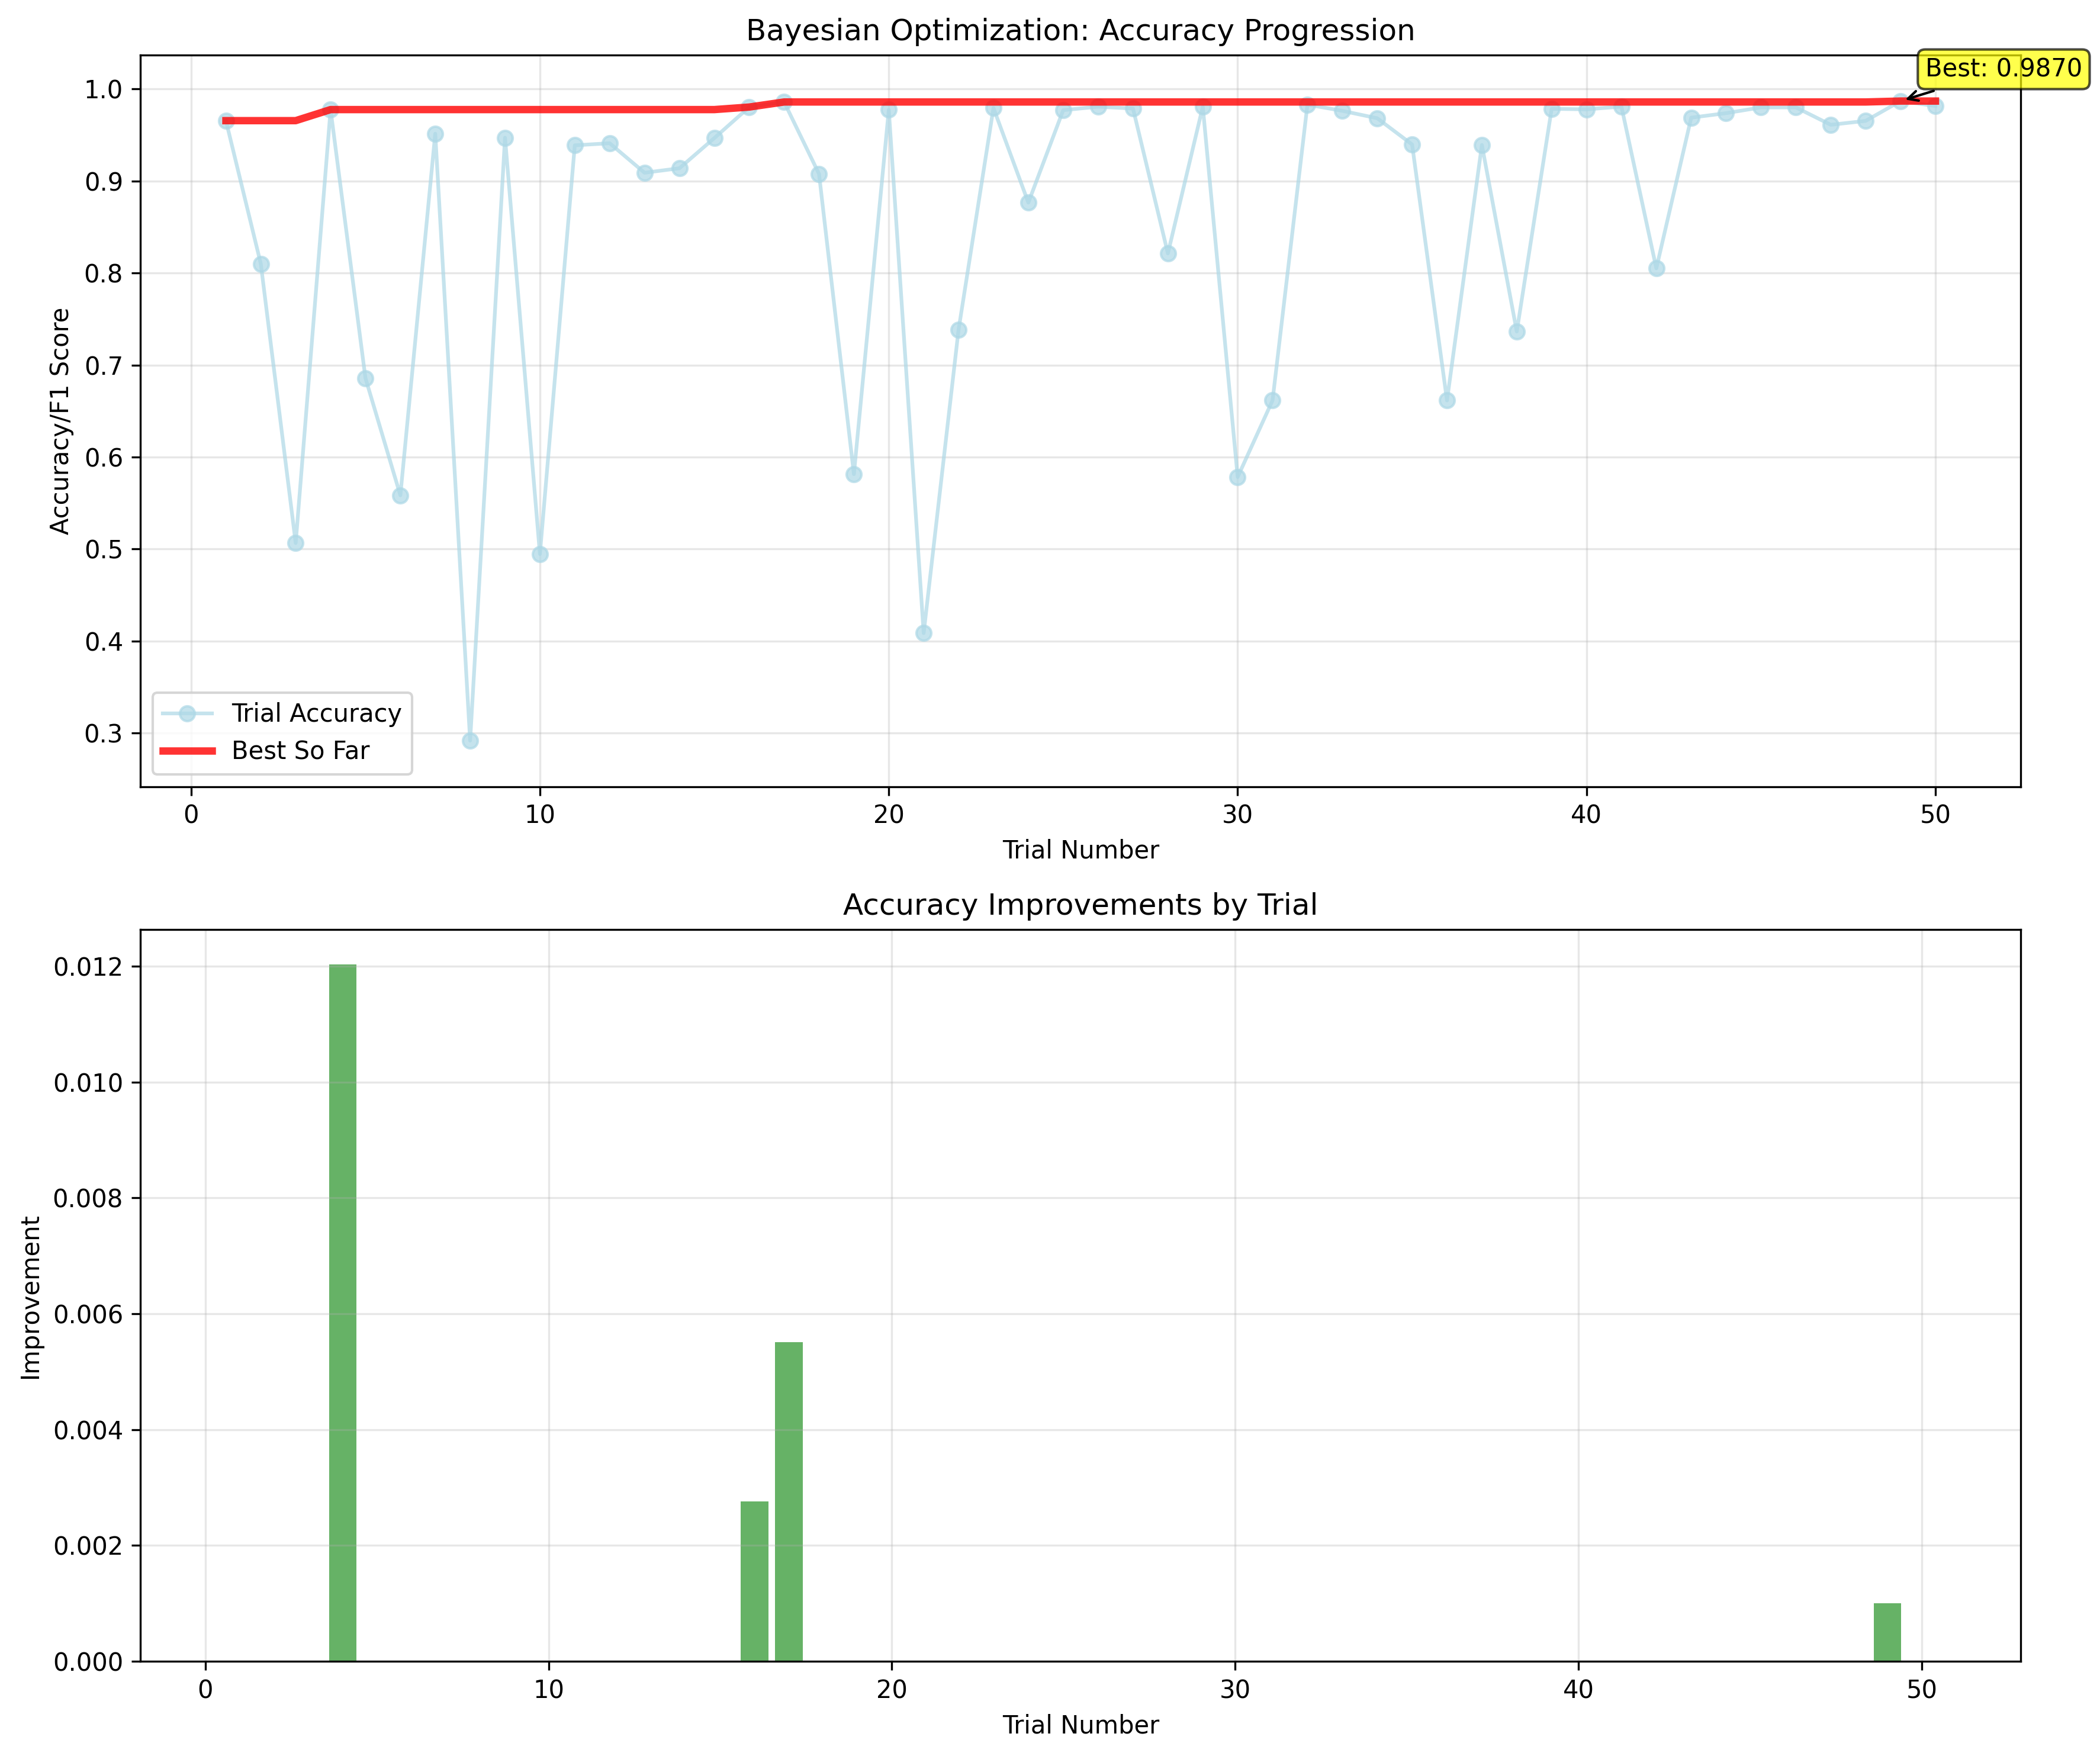 Bayesian Optimization: Accuracy Progression
Best: 0.9870
Accuracy/F1 Score
1.0
0.9
0.8
0.7
0.6
0.5
0.4
0.3
Trial Accuracy
Best So Far
0 10 20 30 40 50
Trial Number
Accuracy Improvements by Trial
Improvement
0.012
0.010
0.008
0.006
0.004
0.002
0.000
0 10 20 30 40 50
Trial Number